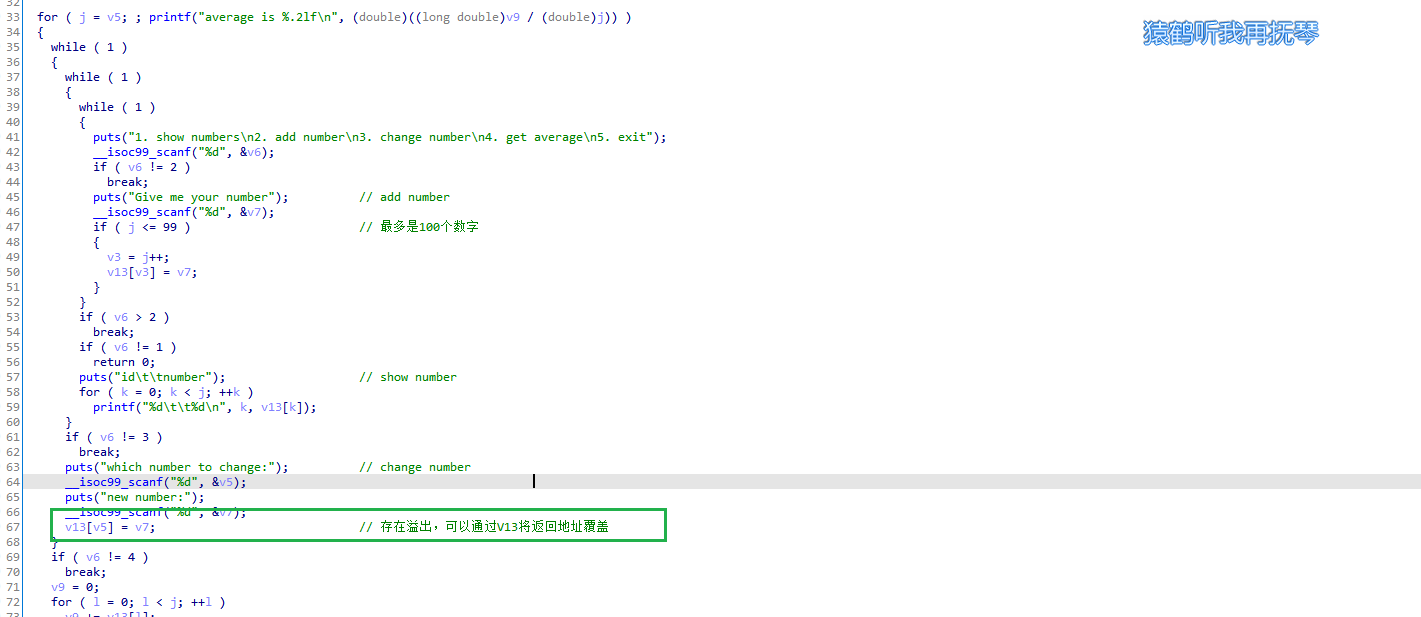 32
33 for ( j = v5; ; printf("average is %.2lf\n", (double)((long double)v9 / (double)j)) )
猿鹤听我再抚琴
34 {
35 while ( 1 )
36 {
37 while ( 1 )
38 {
39 while ( 1 )
40 {
41 puts("1. show numbers\n2. add number\n3. change number\n4. get average\n5. exit");
42 __isoc99_scanf("%d", &v6);
43 if ( v6 != 2 )
44 break;
45 puts("Give me your number"); // add number
46 __isoc99_scanf("%d", &v7);
47 if ( j <= 99 ) // 最多是100个数字
48 {
49 v3 = j++;
50 v13[v3] = v7;
51 }
52 }
53 if ( v6 > 2 )
54 break;
55 if ( v6 != 1 )
56 return 0;
57 puts("id\t\tnumber"); // show number
58 for ( k = 0; k < j; ++k )
59 printf("%d\t\t%d\n", k, v13[k]);
60 }
61 if ( v6 != 3 )
62 break;
63 puts("which number to change:"); // change number
64 __isoc99_scanf("%d", &v5);
65 puts("new number:");
66 __isoc99_scanf("%d", &v7);
67 v13[v5] = v7; // 存在溢出，可以通过V13将返回地址覆盖
68 }
69 if ( v6 != 4 )
70 break;
71 v9 = 0;
72 for ( l = 0; l < j; ++l )
73 v9 += v13[l];